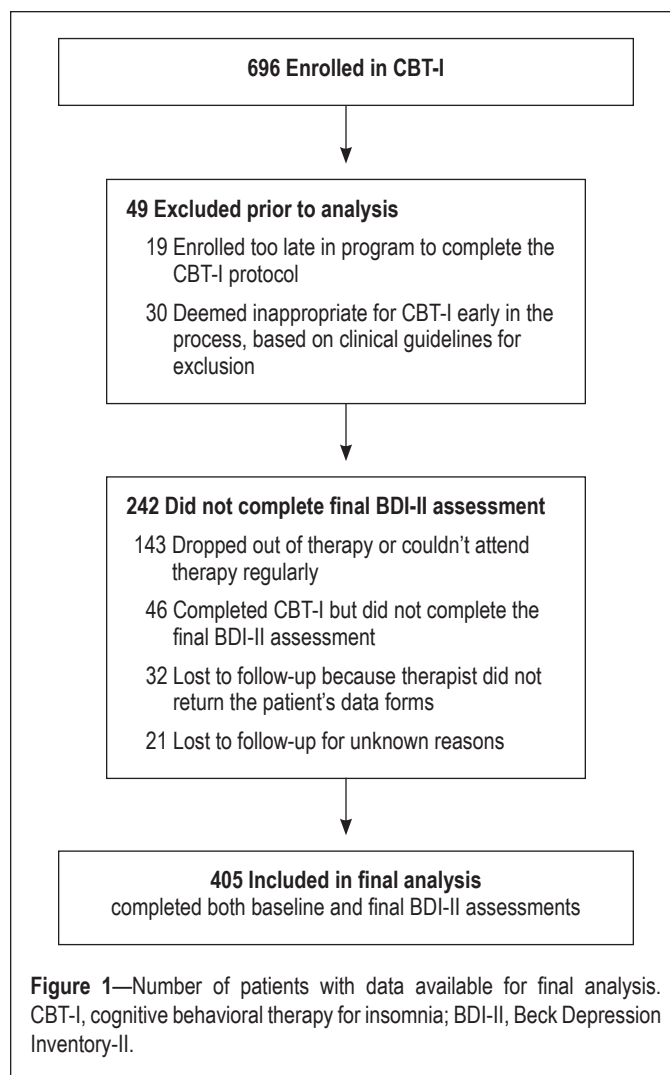 696 Enrolled in CBT-I
49 Excluded prior to analysis
19 Enrolled too late in program to complete the
CBT-I protocol
30 Deemed inappropriate for CBT-I early in the
process, based on clinical guidelines for
exclusion
242 Did not complete final BDI-II assessment
143 Dropped out of therapy or couldn't attend
therapy regularly
46 Completed CBT-I but did not complete the
final BDI-II assessment
32 Lost to follow-up because therapist did not
return the patient's data forms
21 Lost to follow-up for unknown reasons
405 Included in final analysis
completed both baseline and final BDI-II assessments
Figure 1—Number of patients with data available for final analysis.
CBT-I, cognitive behavioral therapy for insomnia; BDI-II, Beck Depression
Inventory-II.